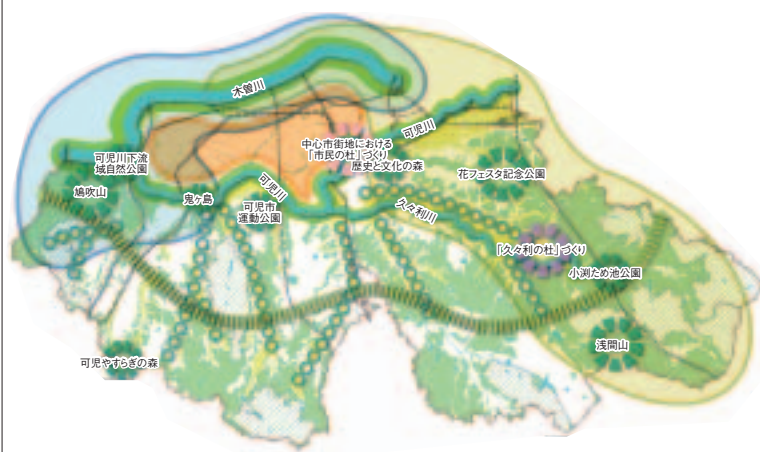 木曽川
中心市街地における
「市民の杜」づくり
可児川
歴史と文化の森
可児川下流
域自然公園
花フェスタ記念公園
鳩吹山
鬼ヶ島
可児川
可児市
運動公園
久々利川
「久々利の杜」づくり
小渕ため池公園
浅間山
可児やすらぎの森